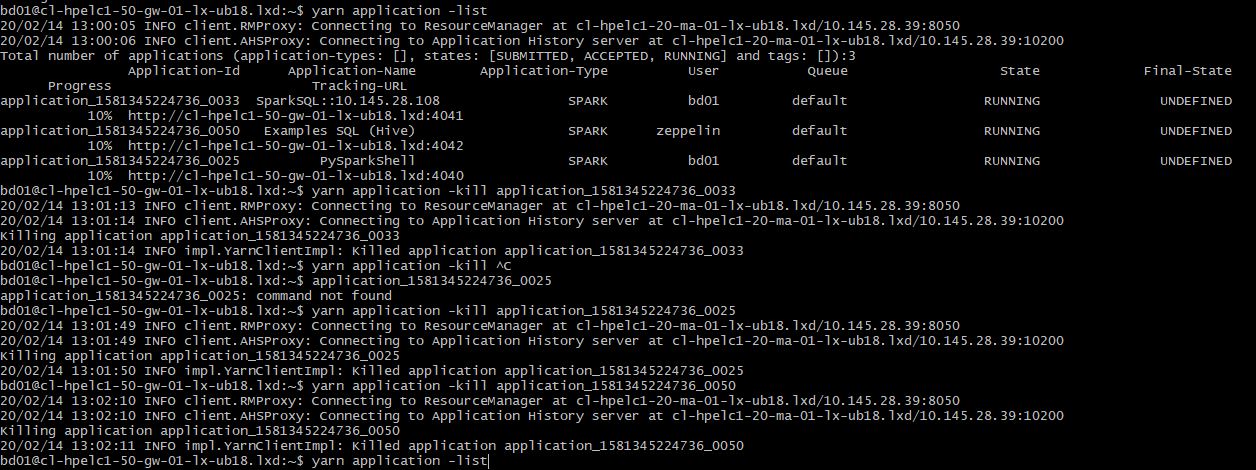 bd01@cl-hpelc1-50-gw-01-lx-ub18.lxd:~$ yarn application -list
20/02/14 13:00:05 INFO client.RMProxy: Connecting to ResourceManager at cl-hpelc1-20-ma-01-lx-ub18.lxd/10.145.28.39:8050
20/02/14 13:00:06 INFO client.AHSProxy: Connecting to Application History server at cl-hpelc1-20-ma-01-lx-ub18.lxd/10.145.28.39:10200
Total number of applications (application-types: [], states: [SUBMITTED, ACCEPTED, RUNNING] and tags: []):3
Application-Id Application-Name Application-Type User Queue State Final-State
Progress Tracking-URL
application_1581345224736_0033 SparkSQL::10.145.28.108 SPARK bd01 default RUNNING UNDEFINED
10% http://cl-hpelc1-50-gw-01-lx-ub18.lxd:4041
application_1581345224736_0050 Examples SQL (Hive) SPARK zeppelin default RUNNING UNDEFINED
10% http://cl-hpelc1-50-gw-01-lx-ub18.lxd:4042
application_1581345224736_0025 PySparkShell SPARK bd01 default RUNNING UNDEFINED
10% http://cl-hpelc1-50-gw-01-lx-ub18.lxd:4040
bd01@cl-hpelc1-50-gw-01-lx-ub18.lxd:~$ yarn application -kill application_1581345224736_0033
20/02/14 13:01:13 INFO client.RMProxy: Connecting to ResourceManager at cl-hpelc1-20-ma-01-lx-ub18.lxd/10.145.28.39:8050
20/02/14 13:01:14 INFO client.AHSProxy: Connecting to Application History server at cl-hpelc1-20-ma-01-lx-ub18.lxd/10.145.28.39:10200
Killing application application_1581345224736_0033
20/02/14 13:01:14 INFO impl.YarnClientImpl: Killed application application_1581345224736_0033
bd01@cl-hpelc1-50-gw-01-lx-ub18.lxd:~$ yarn application -kill ^C
bd01@cl-hpelc1-50-gw-01-lx-ub18.lxd:~$ application_1581345224736_0025
application_1581345224736_0025: command not found
bd01@cl-hpelc1-50-gw-01-lx-ub18.lxd:~$ yarn application -kill application_1581345224736_0025
20/02/14 13:01:49 INFO client.RMProxy: Connecting to ResourceManager at cl-hpelc1-20-ma-01-lx-ub18.lxd/10.145.28.39:8050
20/02/14 13:01:49 INFO client.AHSProxy: Connecting to Application History server at cl-hpelc1-20-ma-01-lx-ub18.lxd/10.145.28.39:10200
Killing application application_1581345224736_0025
20/02/14 13:01:50 INFO impl.YarnClientImpl: Killed application application_1581345224736_0025
bd01@cl-hpelc1-50-gw-01-lx-ub18.lxd:~$ yarn application -kill application_1581345224736_0050
20/02/14 13:02:10 INFO client.RMProxy: Connecting to ResourceManager at cl-hpelc1-20-ma-01-lx-ub18.lxd/10.145.28.39:8050
20/02/14 13:02:10 INFO client.AHSProxy: Connecting to Application History server at cl-hpelc1-20-ma-01-lx-ub18.lxd/10.145.28.39:10200
Killing application application_1581345224736_0050
20/02/14 13:02:11 INFO impl.YarnClientImpl: Killed application application_1581345224736_0050
bd01@cl-hpelc1-50-gw-01-lx-ub18.lxd:~$ yarn application -list